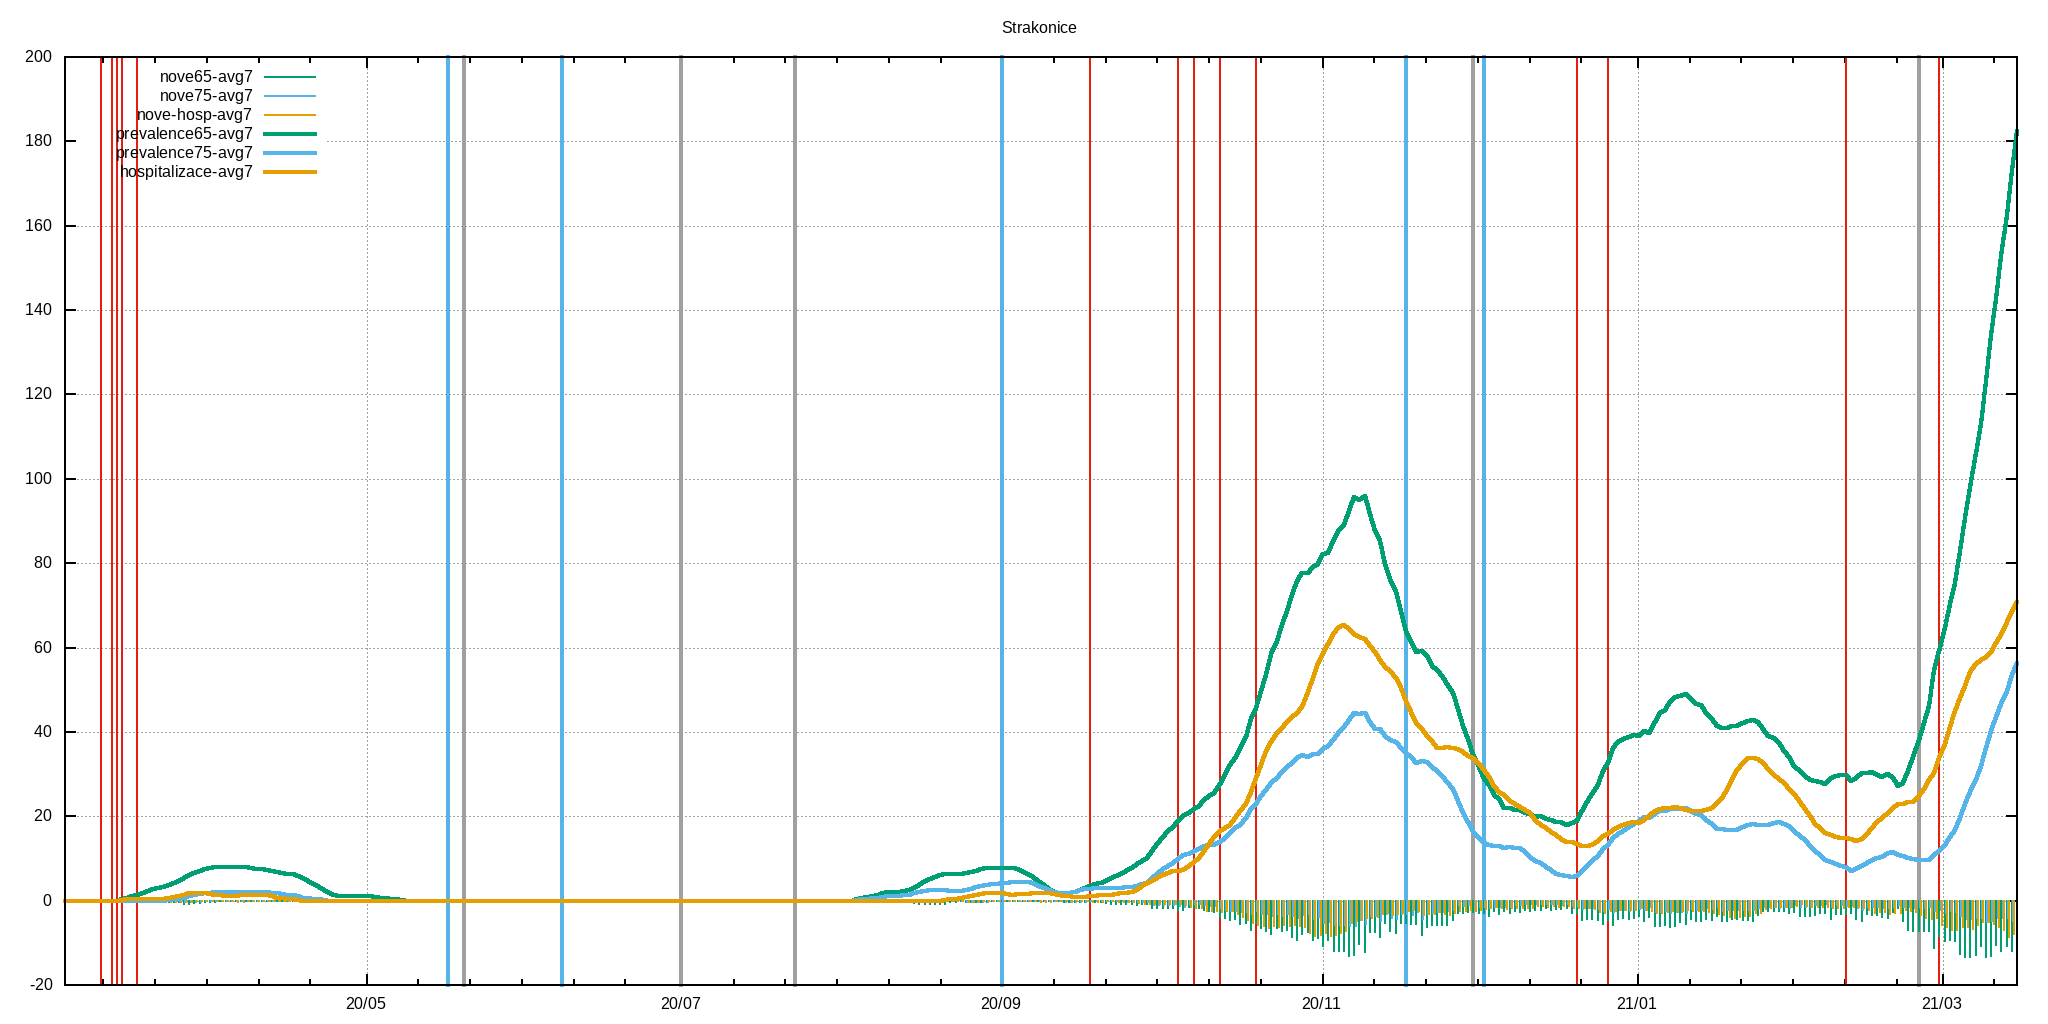 Strakonice
200
180
160
140
120
100
80
60
40
20
0
-20
nove65-avg7
nove75-avg7
nove-hosp-avg7
prevalence65-avg7
prevalence75-avg7
hospitalizace-avg7
20/05 20/07 20/09 20/11 21/01 21/03